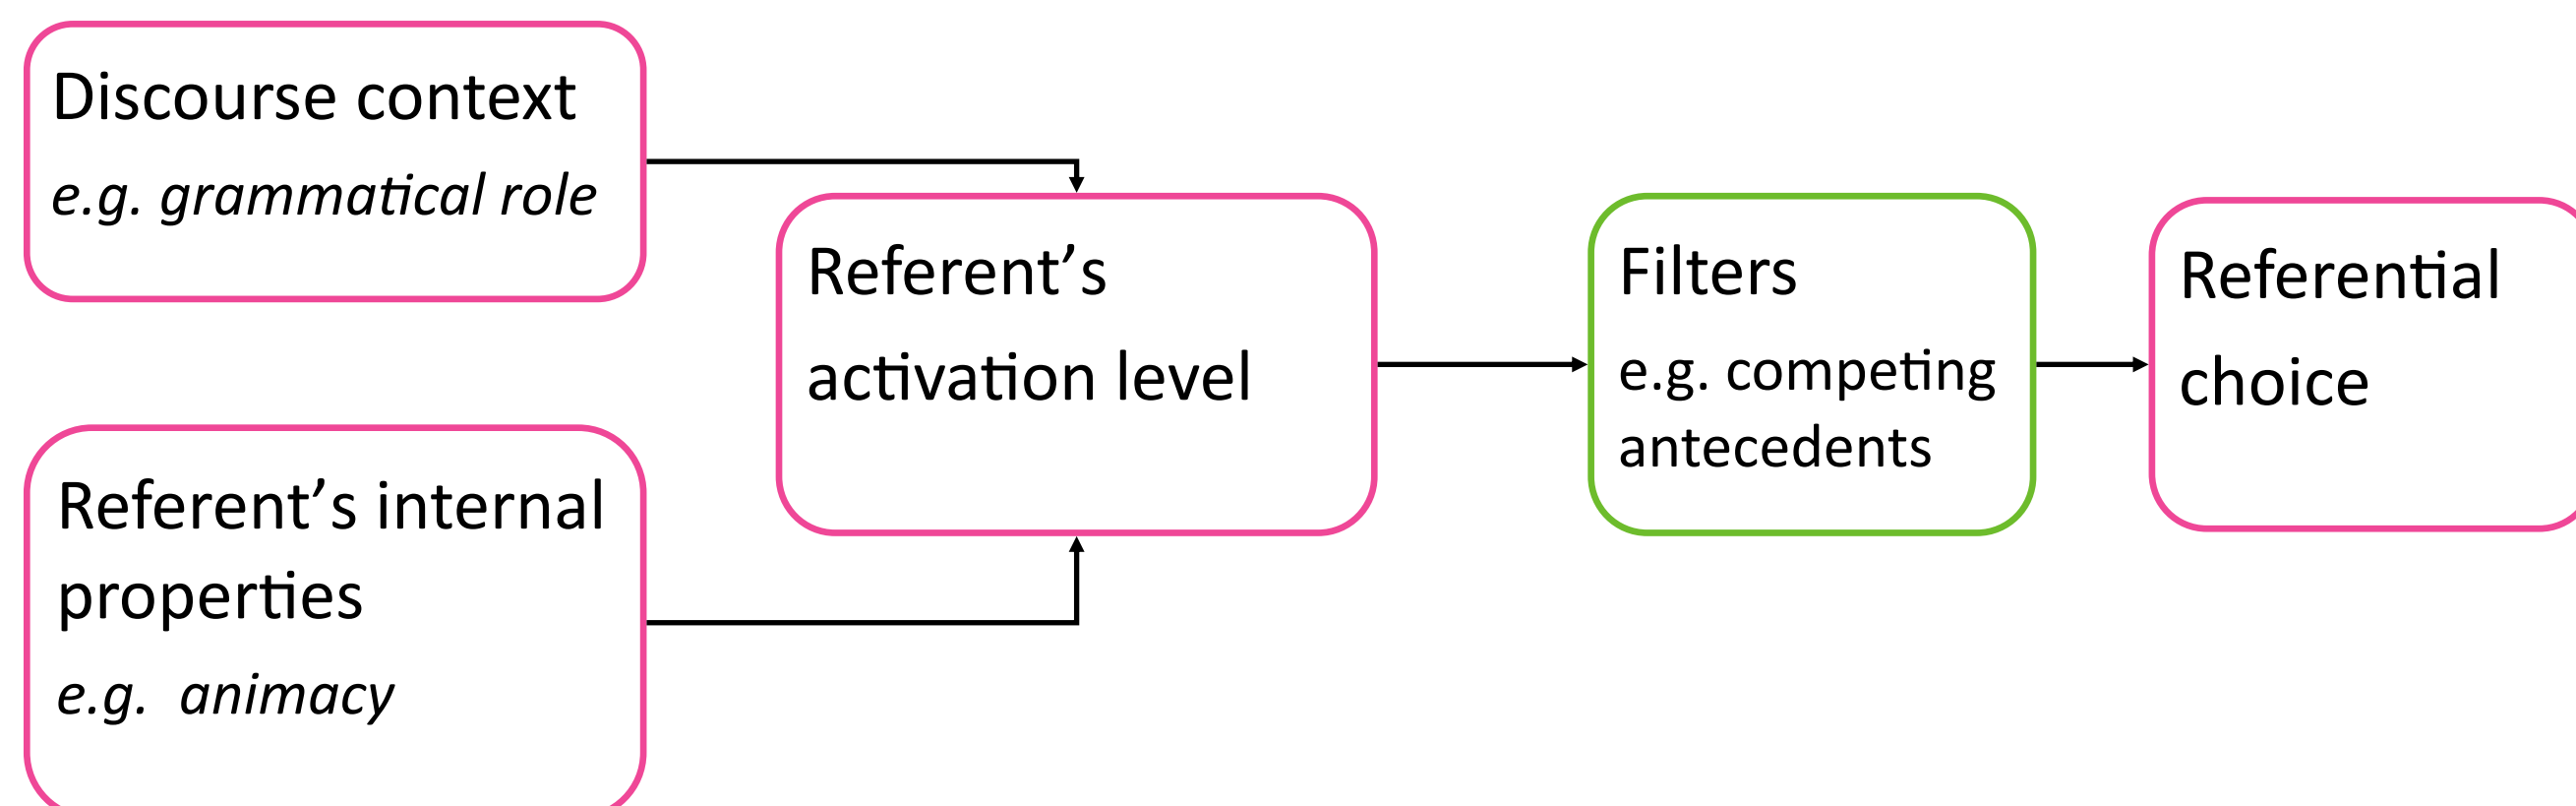 Discourse context
e.g. grammatical role
Referent’s internal
properties
e.g. animacy
Referent’s
activation level
Filters
e.g. competing
antecedents
Referential
choice